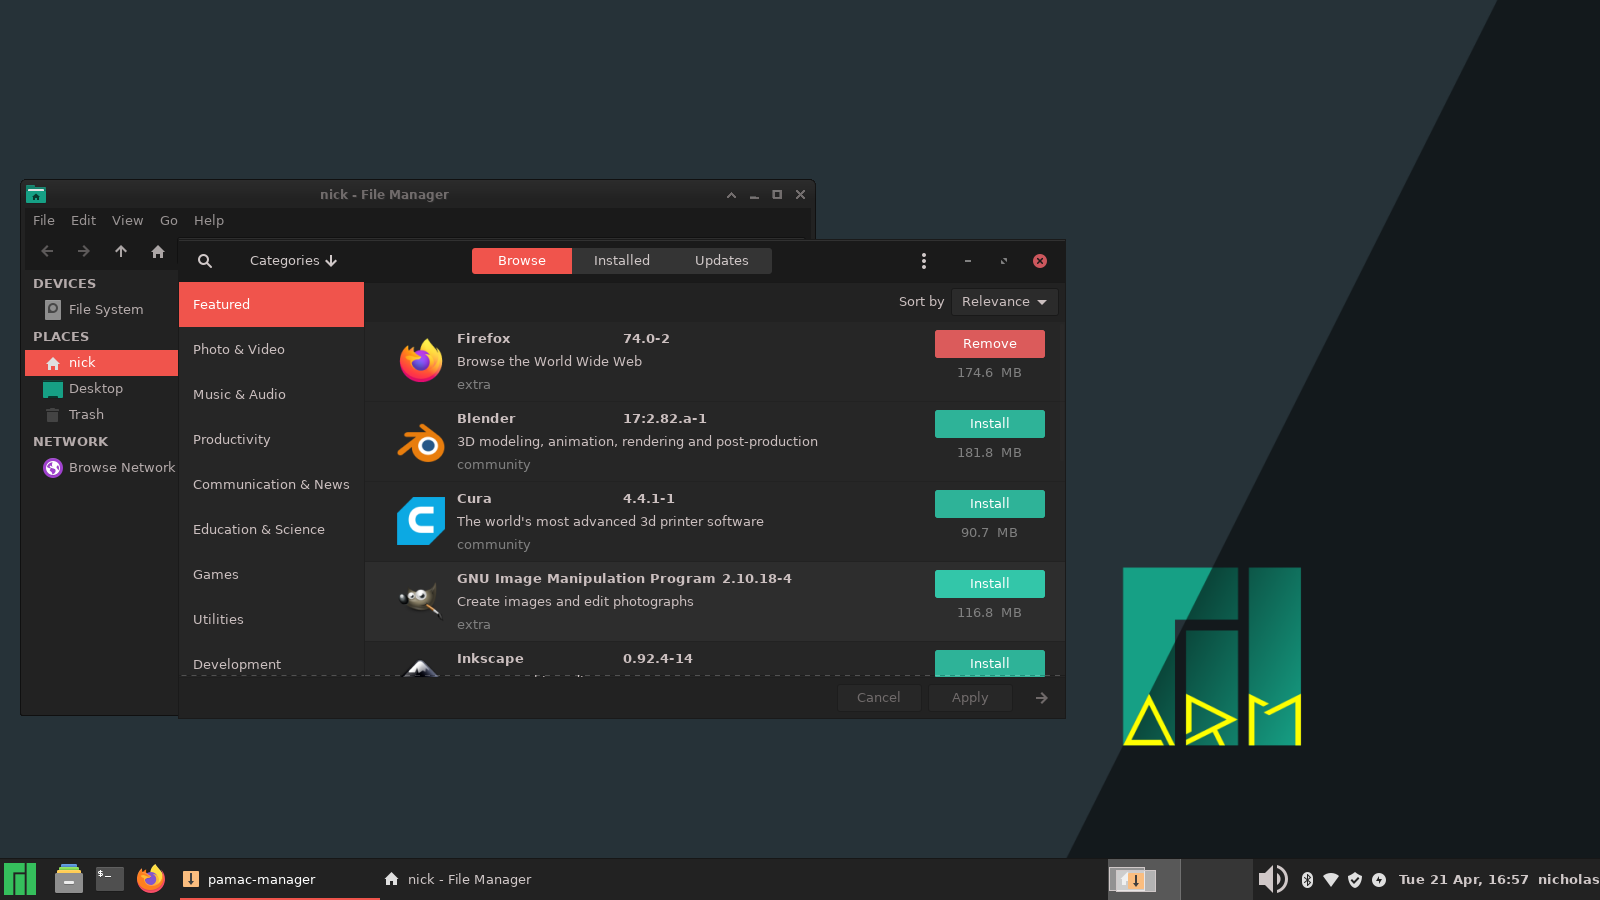 nick - File Manager
File Edit View Go Help
DEVICES
File System
PLACES
nick
Desktop
Trash
NETWORK
Browse Network
Categories
Browse Installed Updates
Featured
Photo & Video
Music & Audio
Productivity
Communication & News
Education & Science
Games
Utilities
Development
Sort by Relevance
Firefox 74.0-2
Remove
Browse the World Wide Web
174.6 MB
extra
Blender 17:2.82.a-1
Install
3D modeling, animation, rendering and post-production
181.8 MB
community
Cura 4.4.1-1
Install
The world's most advanced 3d printer software
90.7 MB
community
GNU Image Manipulation Program 2.10.18-4
Install
Create images and edit photographs
116.8 MB
extra
Inkscape 0.92.4-14
Install
Cancel Apply
ARM
$_
pamac-manager
nick - File Manager
Tue 21 Apr, 16:57 nicholas